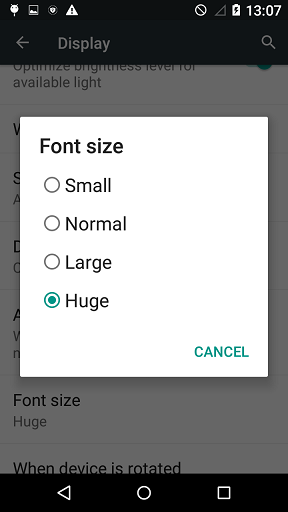 13:07
Display
Optimize brightness level for
available light
W
Font size
Small
S
A
Normal
D
Large
C
Huge
A
W
CANCEL
n
Font size
Huge
When device is rotated